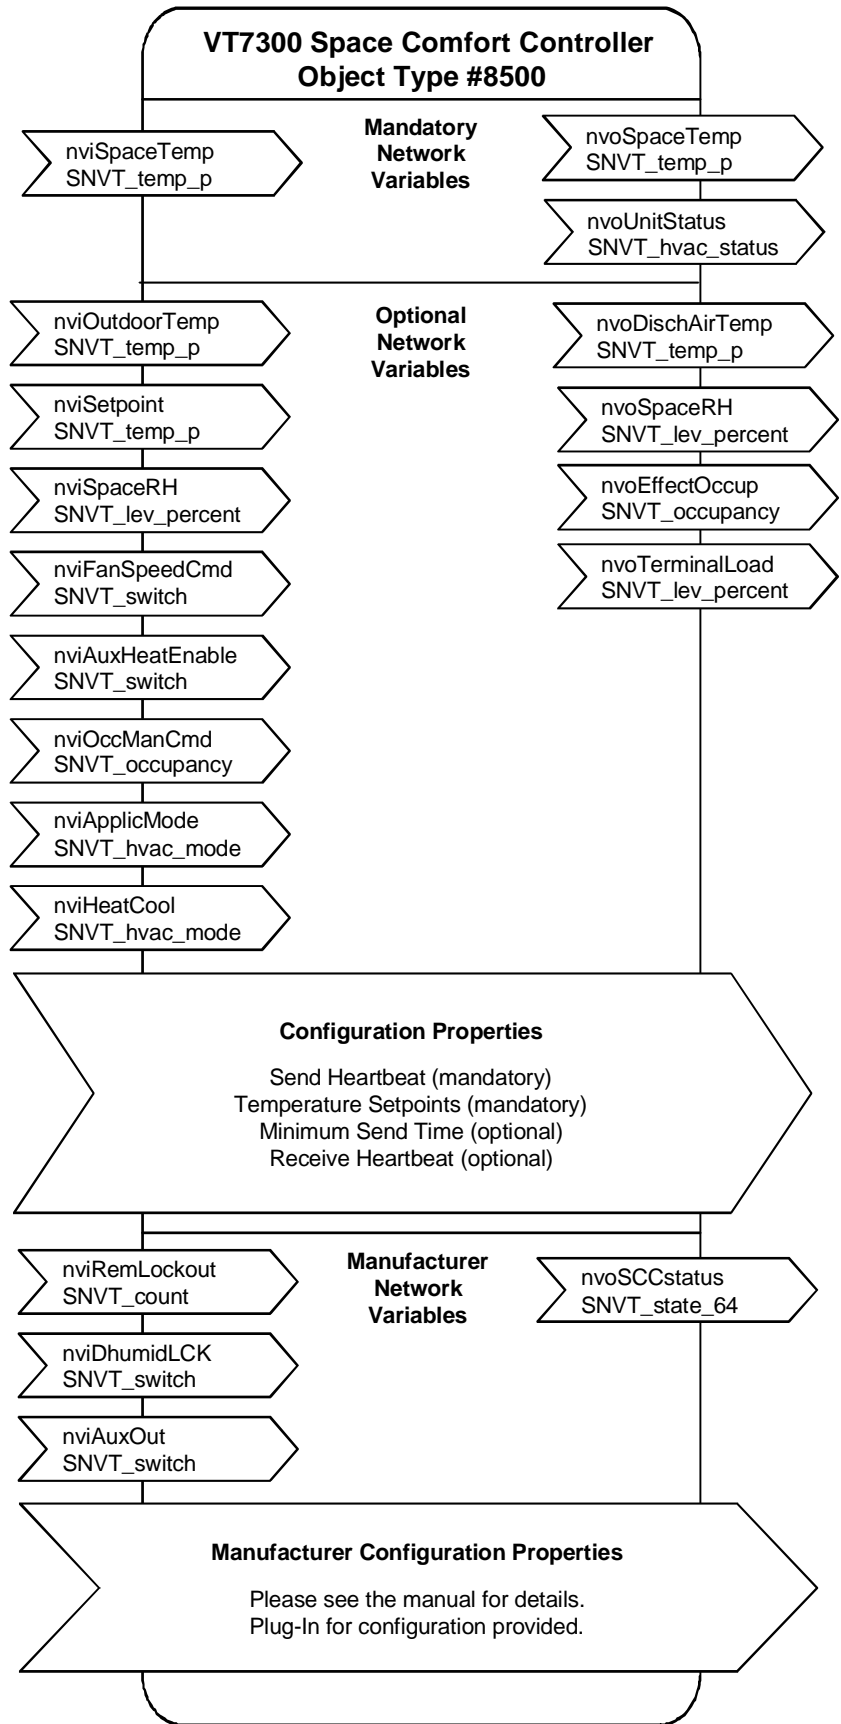 VT7300 Space Comfort Controller
Object Type #8500
Mandatory
Network
Variables
nviSpaceTemp
SNVT_temp_p
nvoSpaceTemp
SNVT_temp_p
nvoUnitStatus
SNVT_hvac_status
Optional
Network
Variables
nviOutdoorTemp
SNVT_temp_p
nviSetpoint
SNVT_temp_p
nviSpaceRH
SNVT_lev_percent
nviFanSpeedCmd
SNVT_switch
nviAuxHeatEnable
SNVT_switch
nviOccManCmd
SNVT_occupancy
nviApplicMode
SNVT_hvac_mode
nviHeatCool
SNVT_hvac_mode
nvoDischAirTemp
SNVT_temp_p
nvoSpaceRH
SNVT_lev_percent
nvoEffectOccup
SNVT_occupancy
nvoTerminalLoad
SNVT_lev_percent
Configuration Properties
Send Heartbeat (mandatory)
Temperature Setpoints (mandatory)
Minimum Send Time (optional)
Receive Heartbeat (optional)
Manufacturer
Network
Variables
nviRemLockout
SNVT_count
nviDhumidLCK
SNVT_switch
nviAuxOut
SNVT_switch
nvoSCCstatus
SNVT_state_64
Manufacturer Configuration Properties
Please see the manual for details.
Plug-In for configuration provided.